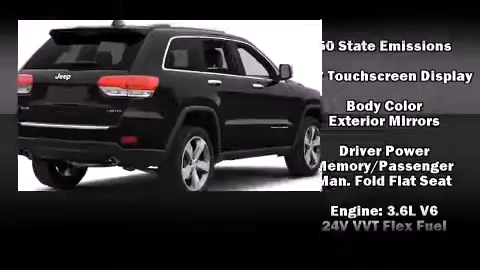 Jeep
50 State Emissions
Touchscreen Display
Body Color
Exterior Mirrors
Driver Power
Memory/Passenger
Man. Fold Flat Seat
Engine: 3.6L V6
24V VVT Flex Fuel